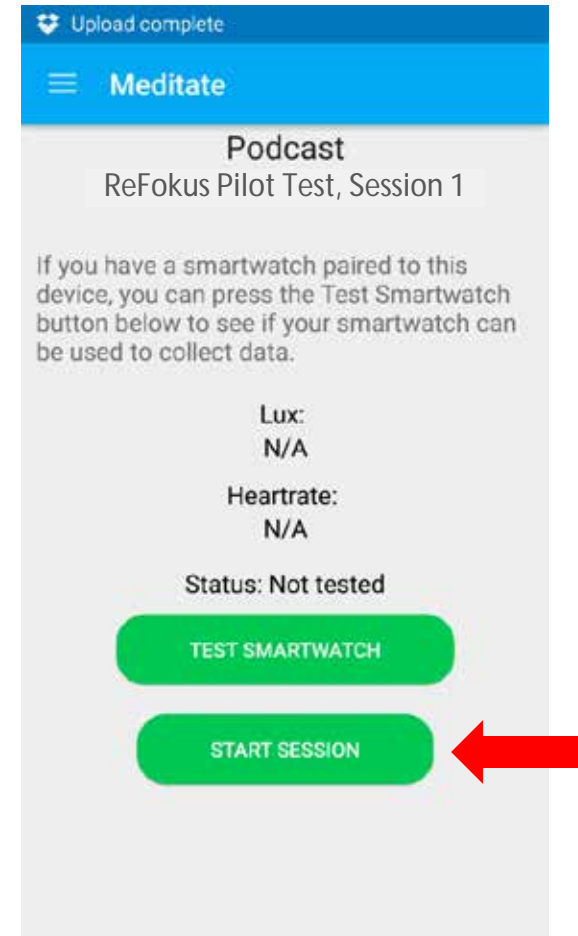 Upload complete
Meditate
Podcast
ReFokus Pilot Test, Session 1
If you have a smartwatch paired to this
device, you can press the Test Smartwatch
button below to see if your smartwatch can
be used to collect data.
Lux:
N/A
Heartrate:
N/A
Status: Not tested
TEST SMARTWATCH
START SESSION